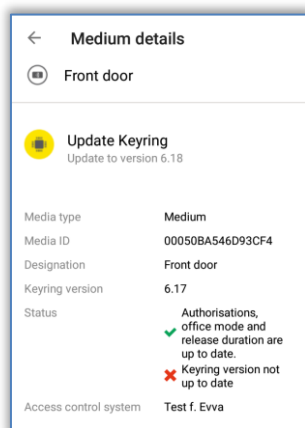 Medium details
Front door
Update Keyring
Update to version 6.18
Media type Medium
Media ID 00050BA546D93CF4
Designation Front door
Keyring version 6.17
Status Authorisations,
office mode and
release duration are
up to date.
Keyring version not
up to date
Access control system Test f. Evva